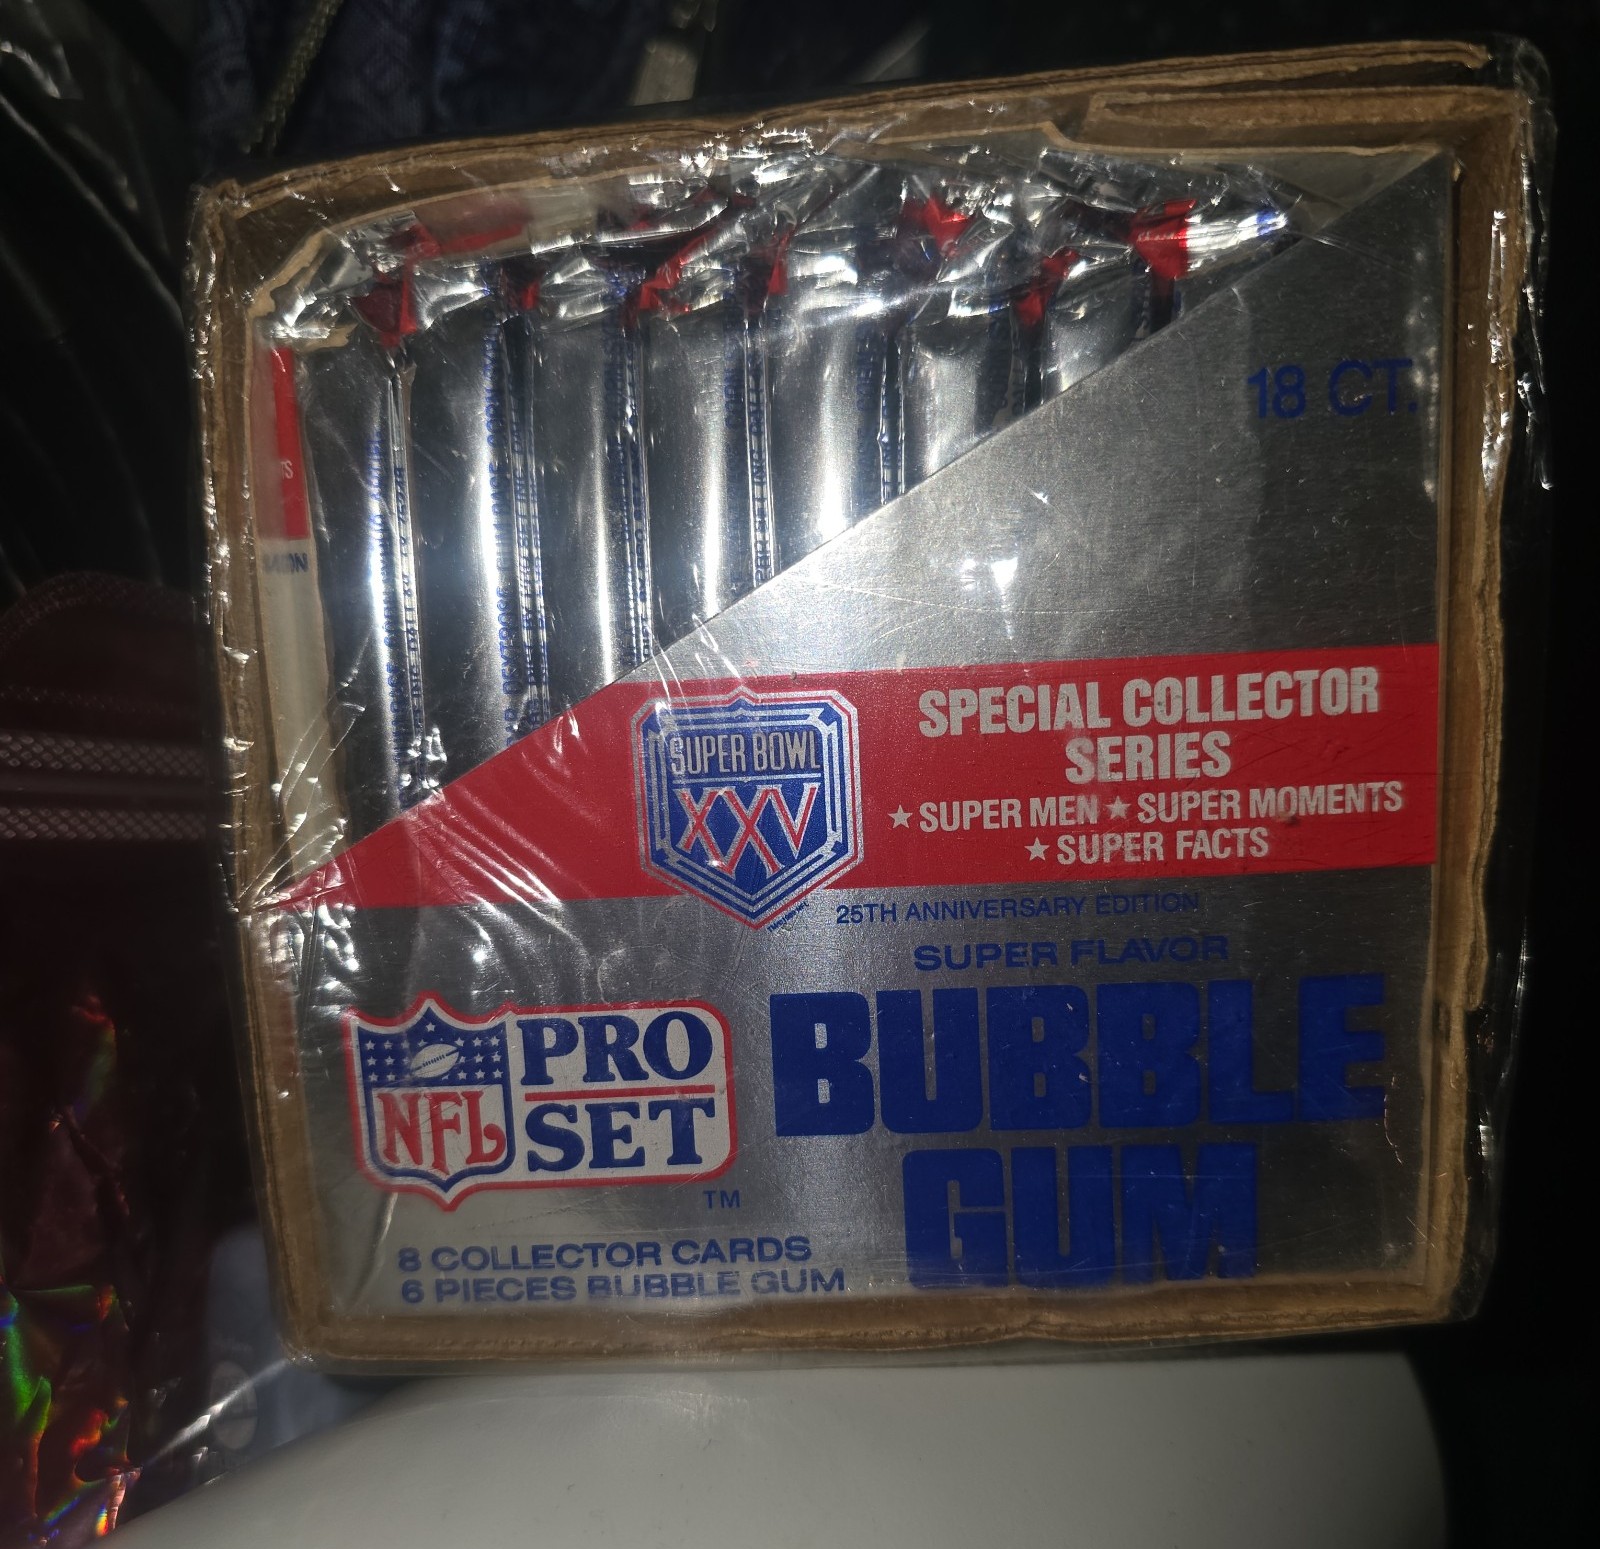 18 CT.
SUPER BOWL
XXV
SPECIAL COLLECTOR
SERIES
★ SUPER MEN ★ SUPER MOMENTS
★ SUPER FACTS
25TH ANNIVERSARY EDITION
SUPER FLAVOR
BUBBLE
GUM
NFL
PRO
SET
TM
8 COLLECTOR CARDS
6 PIECES BUBBLE GUM